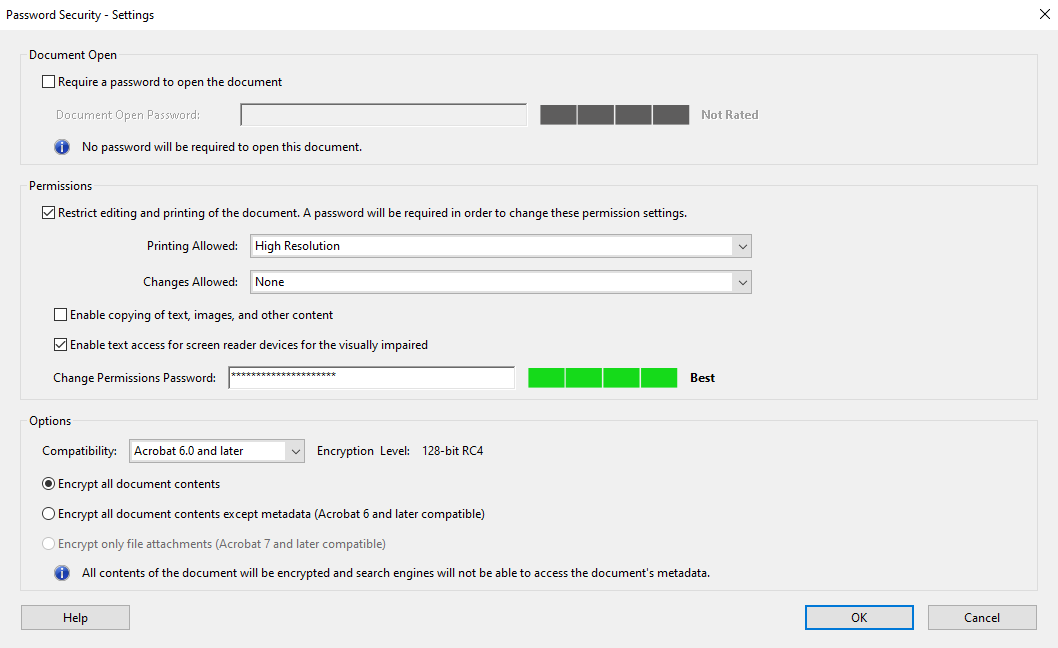 Password Security - Settings
Document Open
Require a password to open the document
Document Open Password:
Not Rated
No password will be required to open this document.
Permissions
Restrict editing and printing of the document. A password will be required in order to change these permission settings.
Printing Allowed: High Resolution
Changes Allowed: None
Enable copying of text, images, and other content
Enable text access for screen reader devices for the visually impaired
Change Permissions Password: ********************* Best
Options
Compatibility: Acrobat 6.0 and later Encryption Level: 128-bit RC4
Encrypt all document contents
Encrypt all document contents except metadata (Acrobat 6 and later compatible)
Encrypt only file attachments (Acrobat 7 and later compatible)
All contents of the document will be encrypted and search engines will not be able to access the document's metadata.
Help OK Cancel